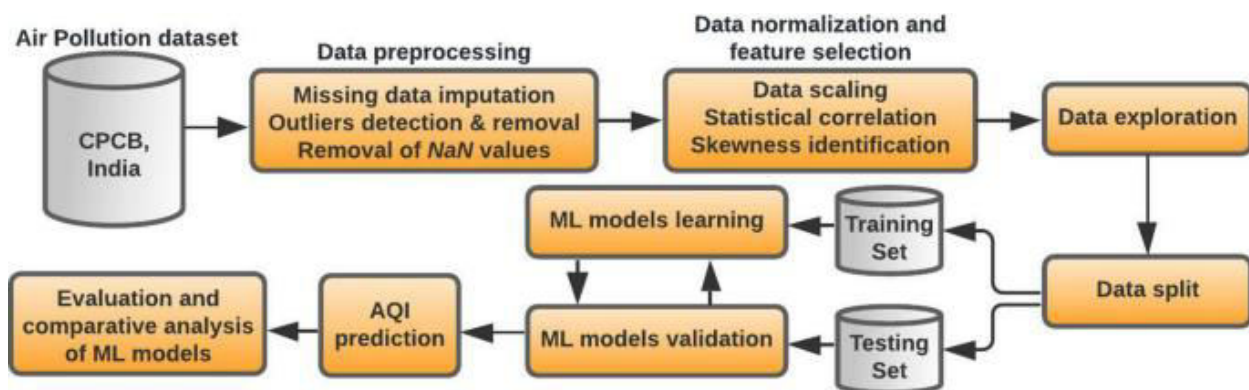 Air Pollution dataset
CPCB,
India
Data preprocessing
Missing data imputation
Outliers detection & removal
Removal of NaN values
Data normalization and
feature selection
Data scaling
Statistical correlation
Skewness identification
Data exploration
Data split
Training
Set
Testing
Set
ML models learning
ML models validation
AQI
prediction
Evaluation and
comparative analysis
of ML models